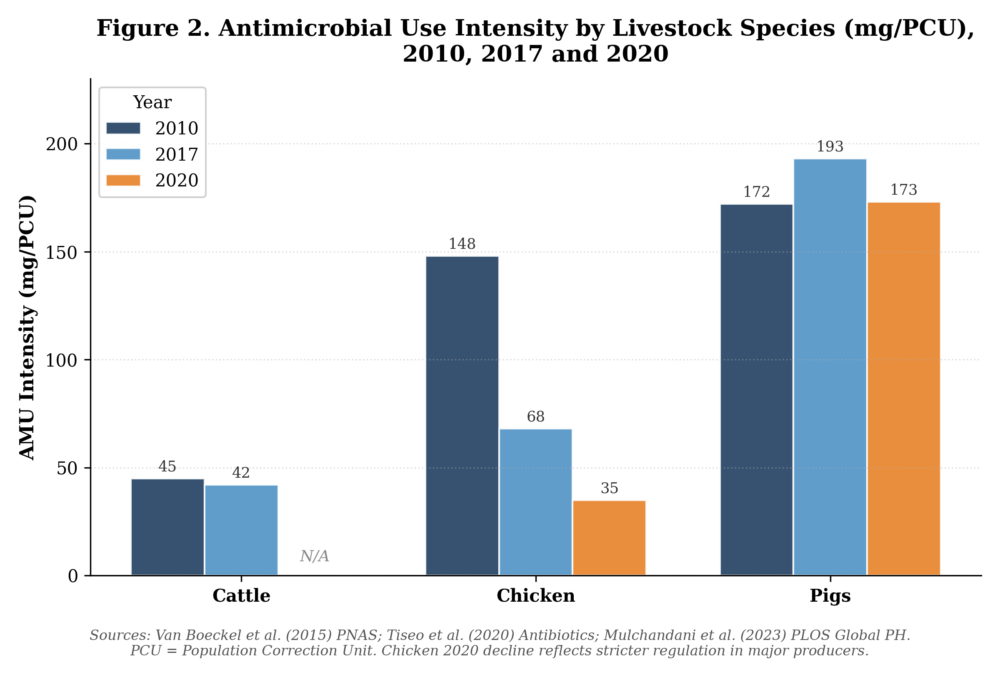 Figure 2. Antimicrobial Use Intensity by Livestock Species (mg/PCU),
2010, 2017 and 2020
Year
2010
2017
2020
AMU Intensity (mg/PCU)
200
150
100
50
0
45
42
N/A
148
68
35
172
193
173
Cattle
Chicken
Pigs
Sources: Van Boeckel et al. (2015) PNAS; Tiseo et al. (2020) Antibiotics; Mulchandani et al. (2023) PLOS Global PH.
PCU = Population Correction Unit. Chicken 2020 decline reflects stricter regulation in major producers.